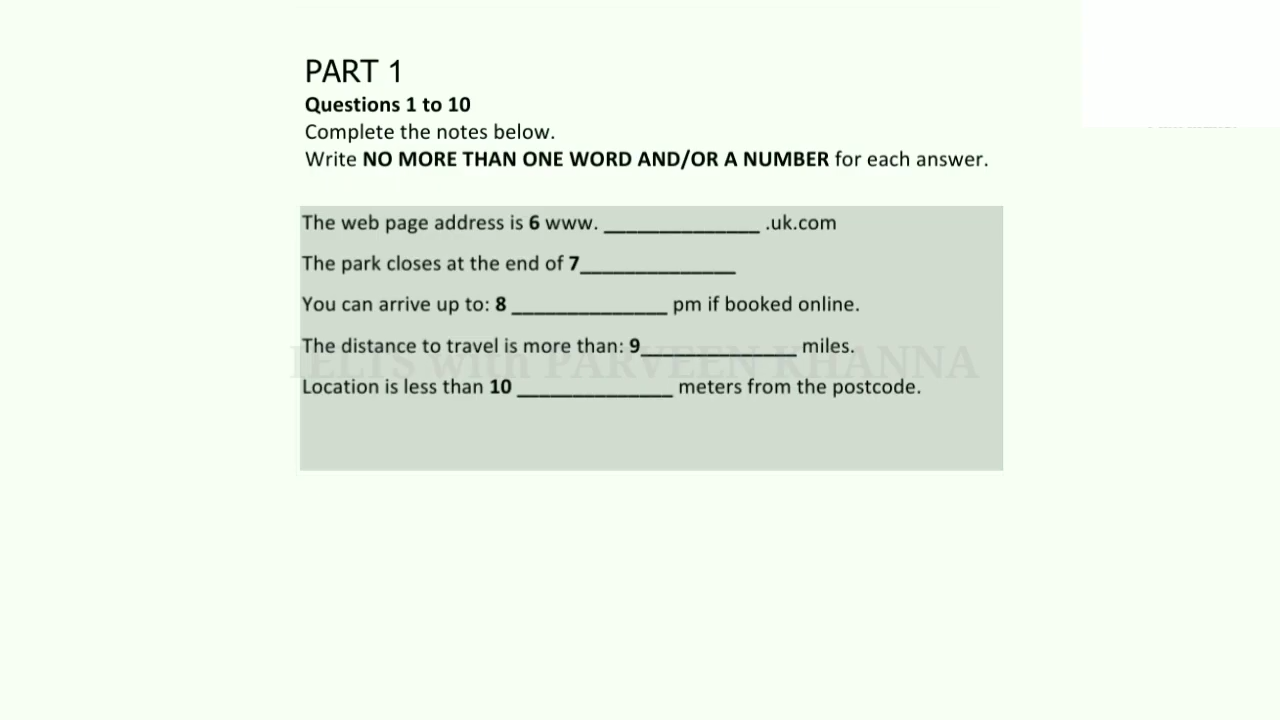 PART 1
Questions 1 to 10
Complete the notes below.
Write NO MORE THAN ONE WORD AND/OR A NUMBER for each answer.
The web page address is 6 www. ______________ .uk.com
The park closes at the end of 7______________
You can arrive up to: 8 ______________ pm if booked online.
The distance to travel is more than: 9______________ miles.
IELTS with PARVEEN KHANNA
Location is less than 10 ______________ meters from the postcode.